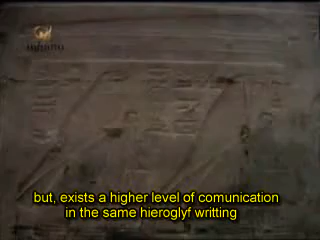 but, exists a higher level of comunication
in the same hieroglyf writting